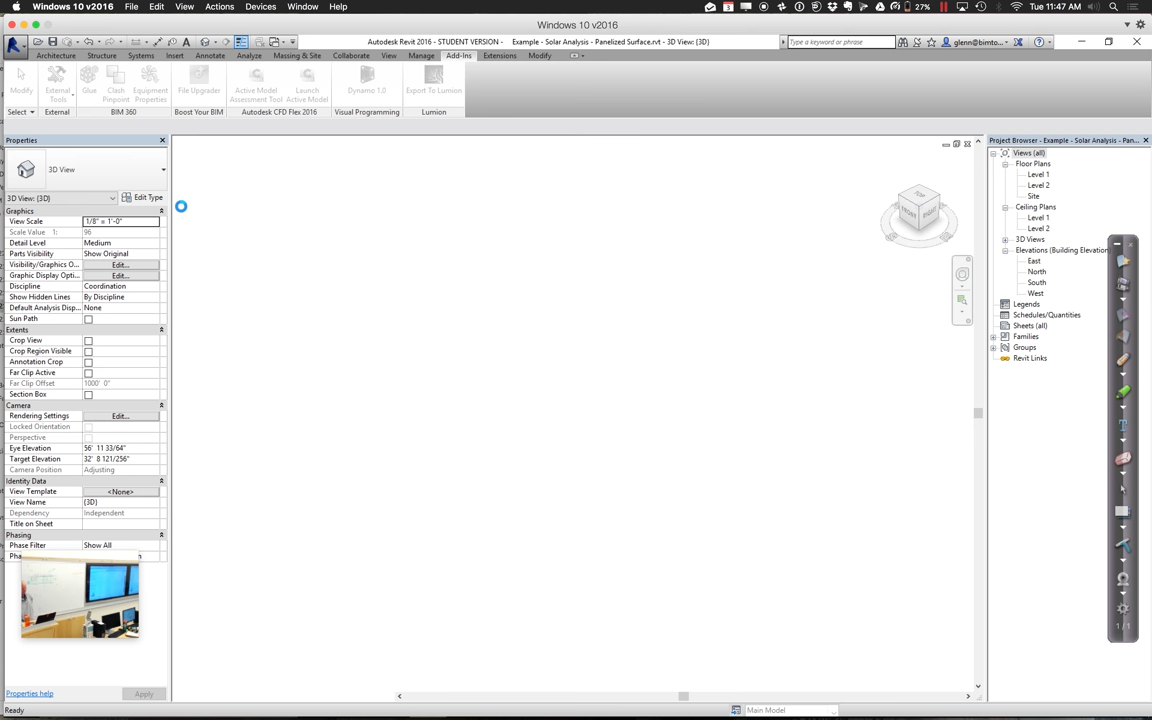 Windows 10 v2016 File Edit View Actions Devices Window Help 27% Tue 11:47 AM
Windows 10 v2016
Autodesk Revit 2016 - STUDENT VERSION - Example - Solar Analysis - Panelized Surface.rvt - 3D View: {3D} Type a keyword or phrase glenn@bimto...
Architecture Structure Systems Insert Annotate Analyze Massing & Site Collaborate View Manage Add-Ins Extensions Modify
Modify
External Tools
Glue
Clash Pinpoint
Equipment Properties
File Upgrader
Active Model Assessment Tool
Launch Active Model
Dynamo 1.0
Export To Lumion
Select External BIM 360 Boost Your BIM Autodesk CFD Flex 2016 Visual Programming Lumion
Properties
3D View
3D View: {3D} Edit Type
Graphics
View Scale 1/8" = 1'-0"
Scale Value 1: 96
Detail Level Medium
Parts Visibility Show Original
Visibility/Graphics O... Edit...
Graphic Display Opti... Edit...
Discipline Coordination
Show Hidden Lines By Discipline
Default Analysis Disp... None
Sun Path
Extents
Crop View
Crop Region Visible
Annotation Crop
Far Clip Active
Far Clip Offset 1000' 0"
Section Box
Camera
Rendering Settings Edit...
Locked Orientation
Perspective
Eye Elevation 56' 11 33/64"
Target Elevation 32' 8 121/256"
Camera Position Adjusting
Identity Data
View Template <None>
View Name {3D}
Dependency Independent
Title on Sheet
Phasing
Phase Filter Show All
Properties help Apply
Ready
TOP
FRONT
RIGHT
Main Model
Project Browser - Example - Solar Analysis - Pan...
Views (all)
Floor Plans
Level 1
Level 2
Site
Ceiling Plans
Level 1
Level 2
3D Views
Elevations (Building Elevation
East
North
South
West
Legends
Schedules/Quantities
Sheets (all)
Families
Groups
Revit Links
T
1 / 1